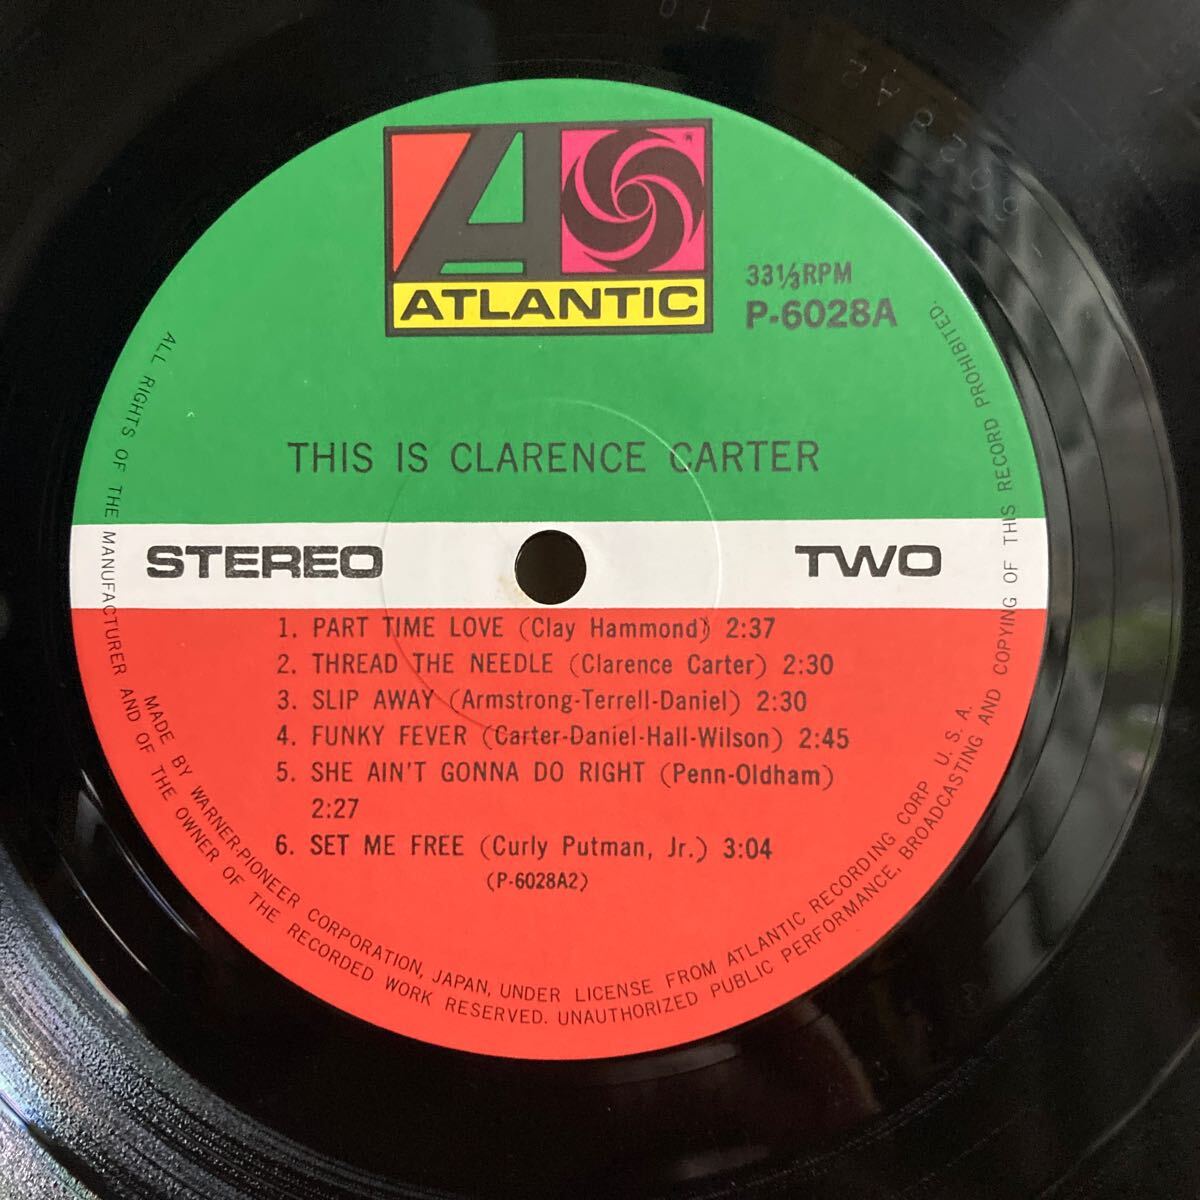 ATLANTIC
33⅓RPM
P-6028A
THIS IS CLARENCE CARTER
STEREO
TWO
1. PART TIME LOVE (Clay Hammond) 2:37
2. THREAD THE NEEDLE (Clarence Carter) 2:30
3. SLIP AWAY (Armstrong-Terrell-Daniel) 2:30
4. FUNKY FEVER (Carter-Daniel-Hall-Wilson) 2:45
5. SHE AIN'T GONNA DO RIGHT (Penn-Oldham)
2:27
6. SET ME FREE (Curly Putman, Jr.) 3:04
(P-6028A2)
MADE BY WARNER-PIONEER CORPORATION, JAPAN, UNDER LICENSE FROM ATLANTIC RECORDING CORP U. S. A.
ALL RIGHTS OF THE MANUFACTURER AND OF THE OWNER OF THE RECORDED WORK RESERVED. UNAUTHORIZED PUBLIC PERFORMANCE, BROADCASTING AND COPYING OF THIS RECORD PROHIBITED.